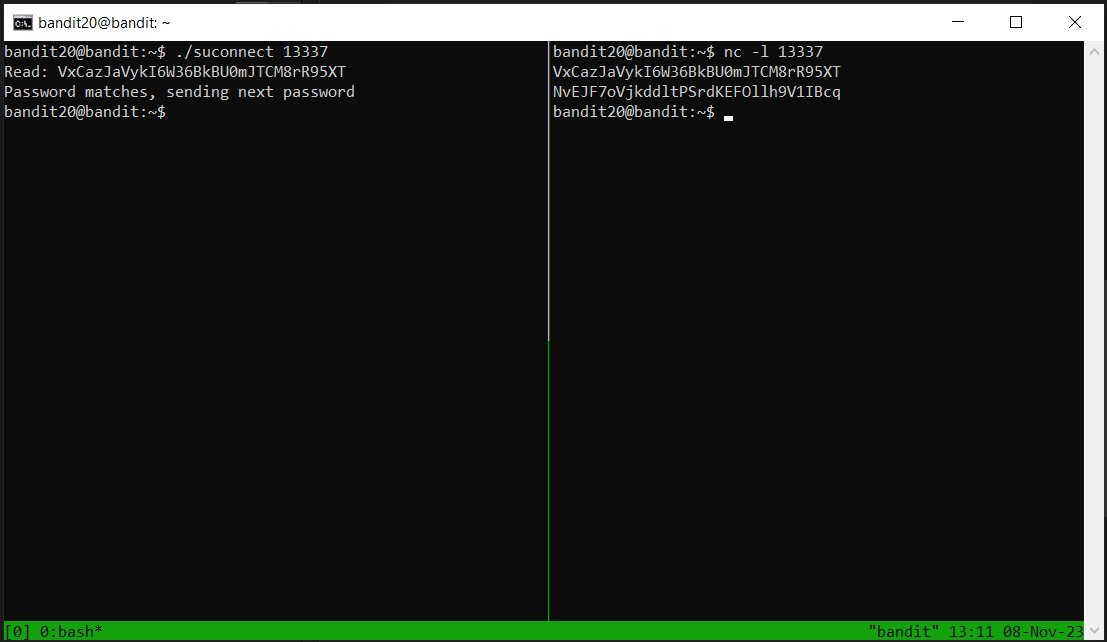 bandit20@bandit: ~
bandit20@bandit:~$ ./suconnect 13337
Read: VxCazJaVykI6W36BkBU0mJTCM8rR95XT
Password matches, sending next password
bandit20@bandit:~$
bandit20@bandit:~$ nc -l 13337
VxCazJaVykI6W36BkBU0mJTCM8rR95XT
NvEJF7oVjkddltPSrdKEFOllh9V1IBcq
bandit20@bandit:~$
[0] 0:bash*
"bandit" 13:11 08-Nov-23